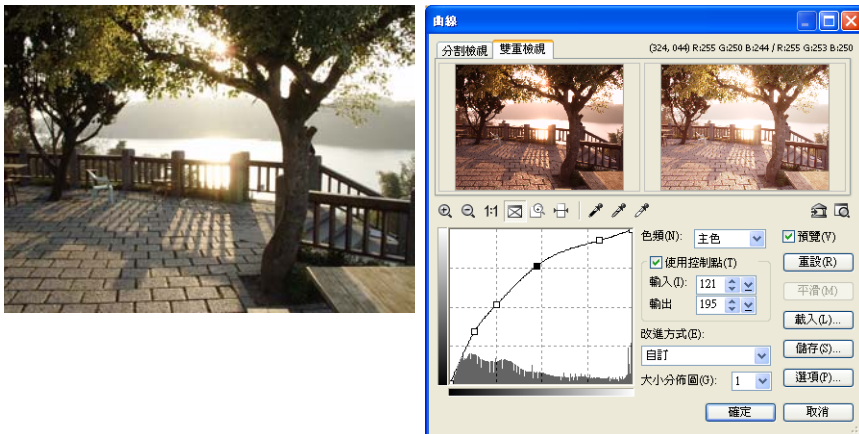 曲線
分割檢視 雙重檢視 (324, 044) R:255 G:250 B:244 / R:255 G:253 B:250
1:1
色頻(N): 主色 預覽(V)
使用控制點(T) 重設(R)
輸入(I): 121 平滑(M)
輸出 195 載入(L)...
改進方式(E):
自訂 儲存(S)...
大小分佈圖(G): 1 選項(P)...
確定 取消